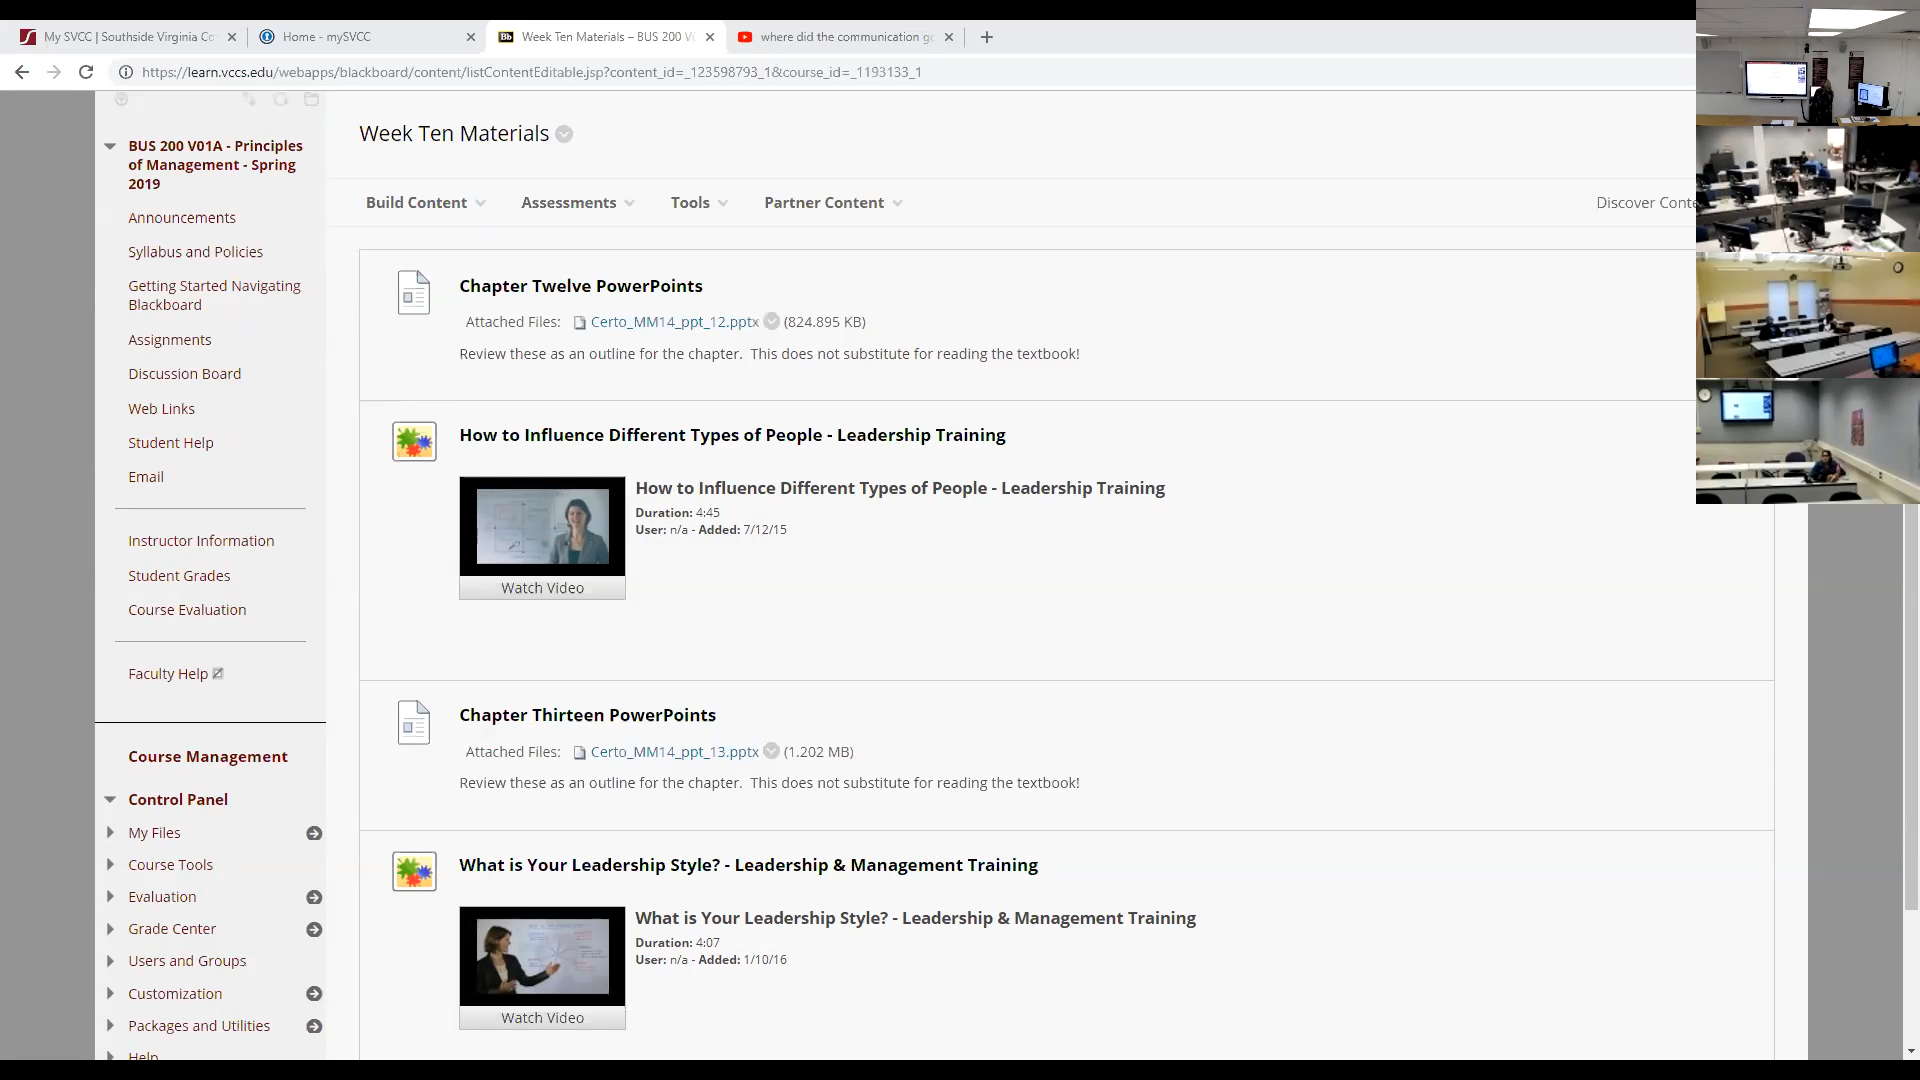 My SVCC | Southside Virginia Co
Home - mySVCC
Week Ten Materials – BUS 200 V
where did the communication g
https://learn.vccs.edu/webapps/blackboard/content/listContentEditable.jsp?content_id=_123598793_1&course_id=_1193133_1
BUS 200 V01A - Principles
of Management - Spring
2019
Announcements
Syllabus and Policies
Getting Started Navigating
Blackboard
Assignments
Discussion Board
Web Links
Student Help
Email
Instructor Information
Student Grades
Course Evaluation
Faculty Help
Course Management
Control Panel
My Files
Course Tools
Evaluation
Grade Center
Users and Groups
Customization
Packages and Utilities
Help
Week Ten Materials
Build Content
Assessments
Tools
Partner Content
Discover Conte
Chapter Twelve PowerPoints
Attached Files: Certo_MM14_ppt_12.pptx (824.895 KB)
Review these as an outline for the chapter. This does not substitute for reading the textbook!
How to Influence Different Types of People - Leadership Training
How to Influence Different Types of People - Leadership Training
Duration: 4:45
User: n/a - Added: 7/12/15
Watch Video
Chapter Thirteen PowerPoints
Attached Files: Certo_MM14_ppt_13.pptx (1.202 MB)
Review these as an outline for the chapter. This does not substitute for reading the textbook!
What is Your Leadership Style? - Leadership & Management Training
What is Your Leadership Style? - Leadership & Management Training
Duration: 4:07
User: n/a - Added: 1/10/16
Watch Video